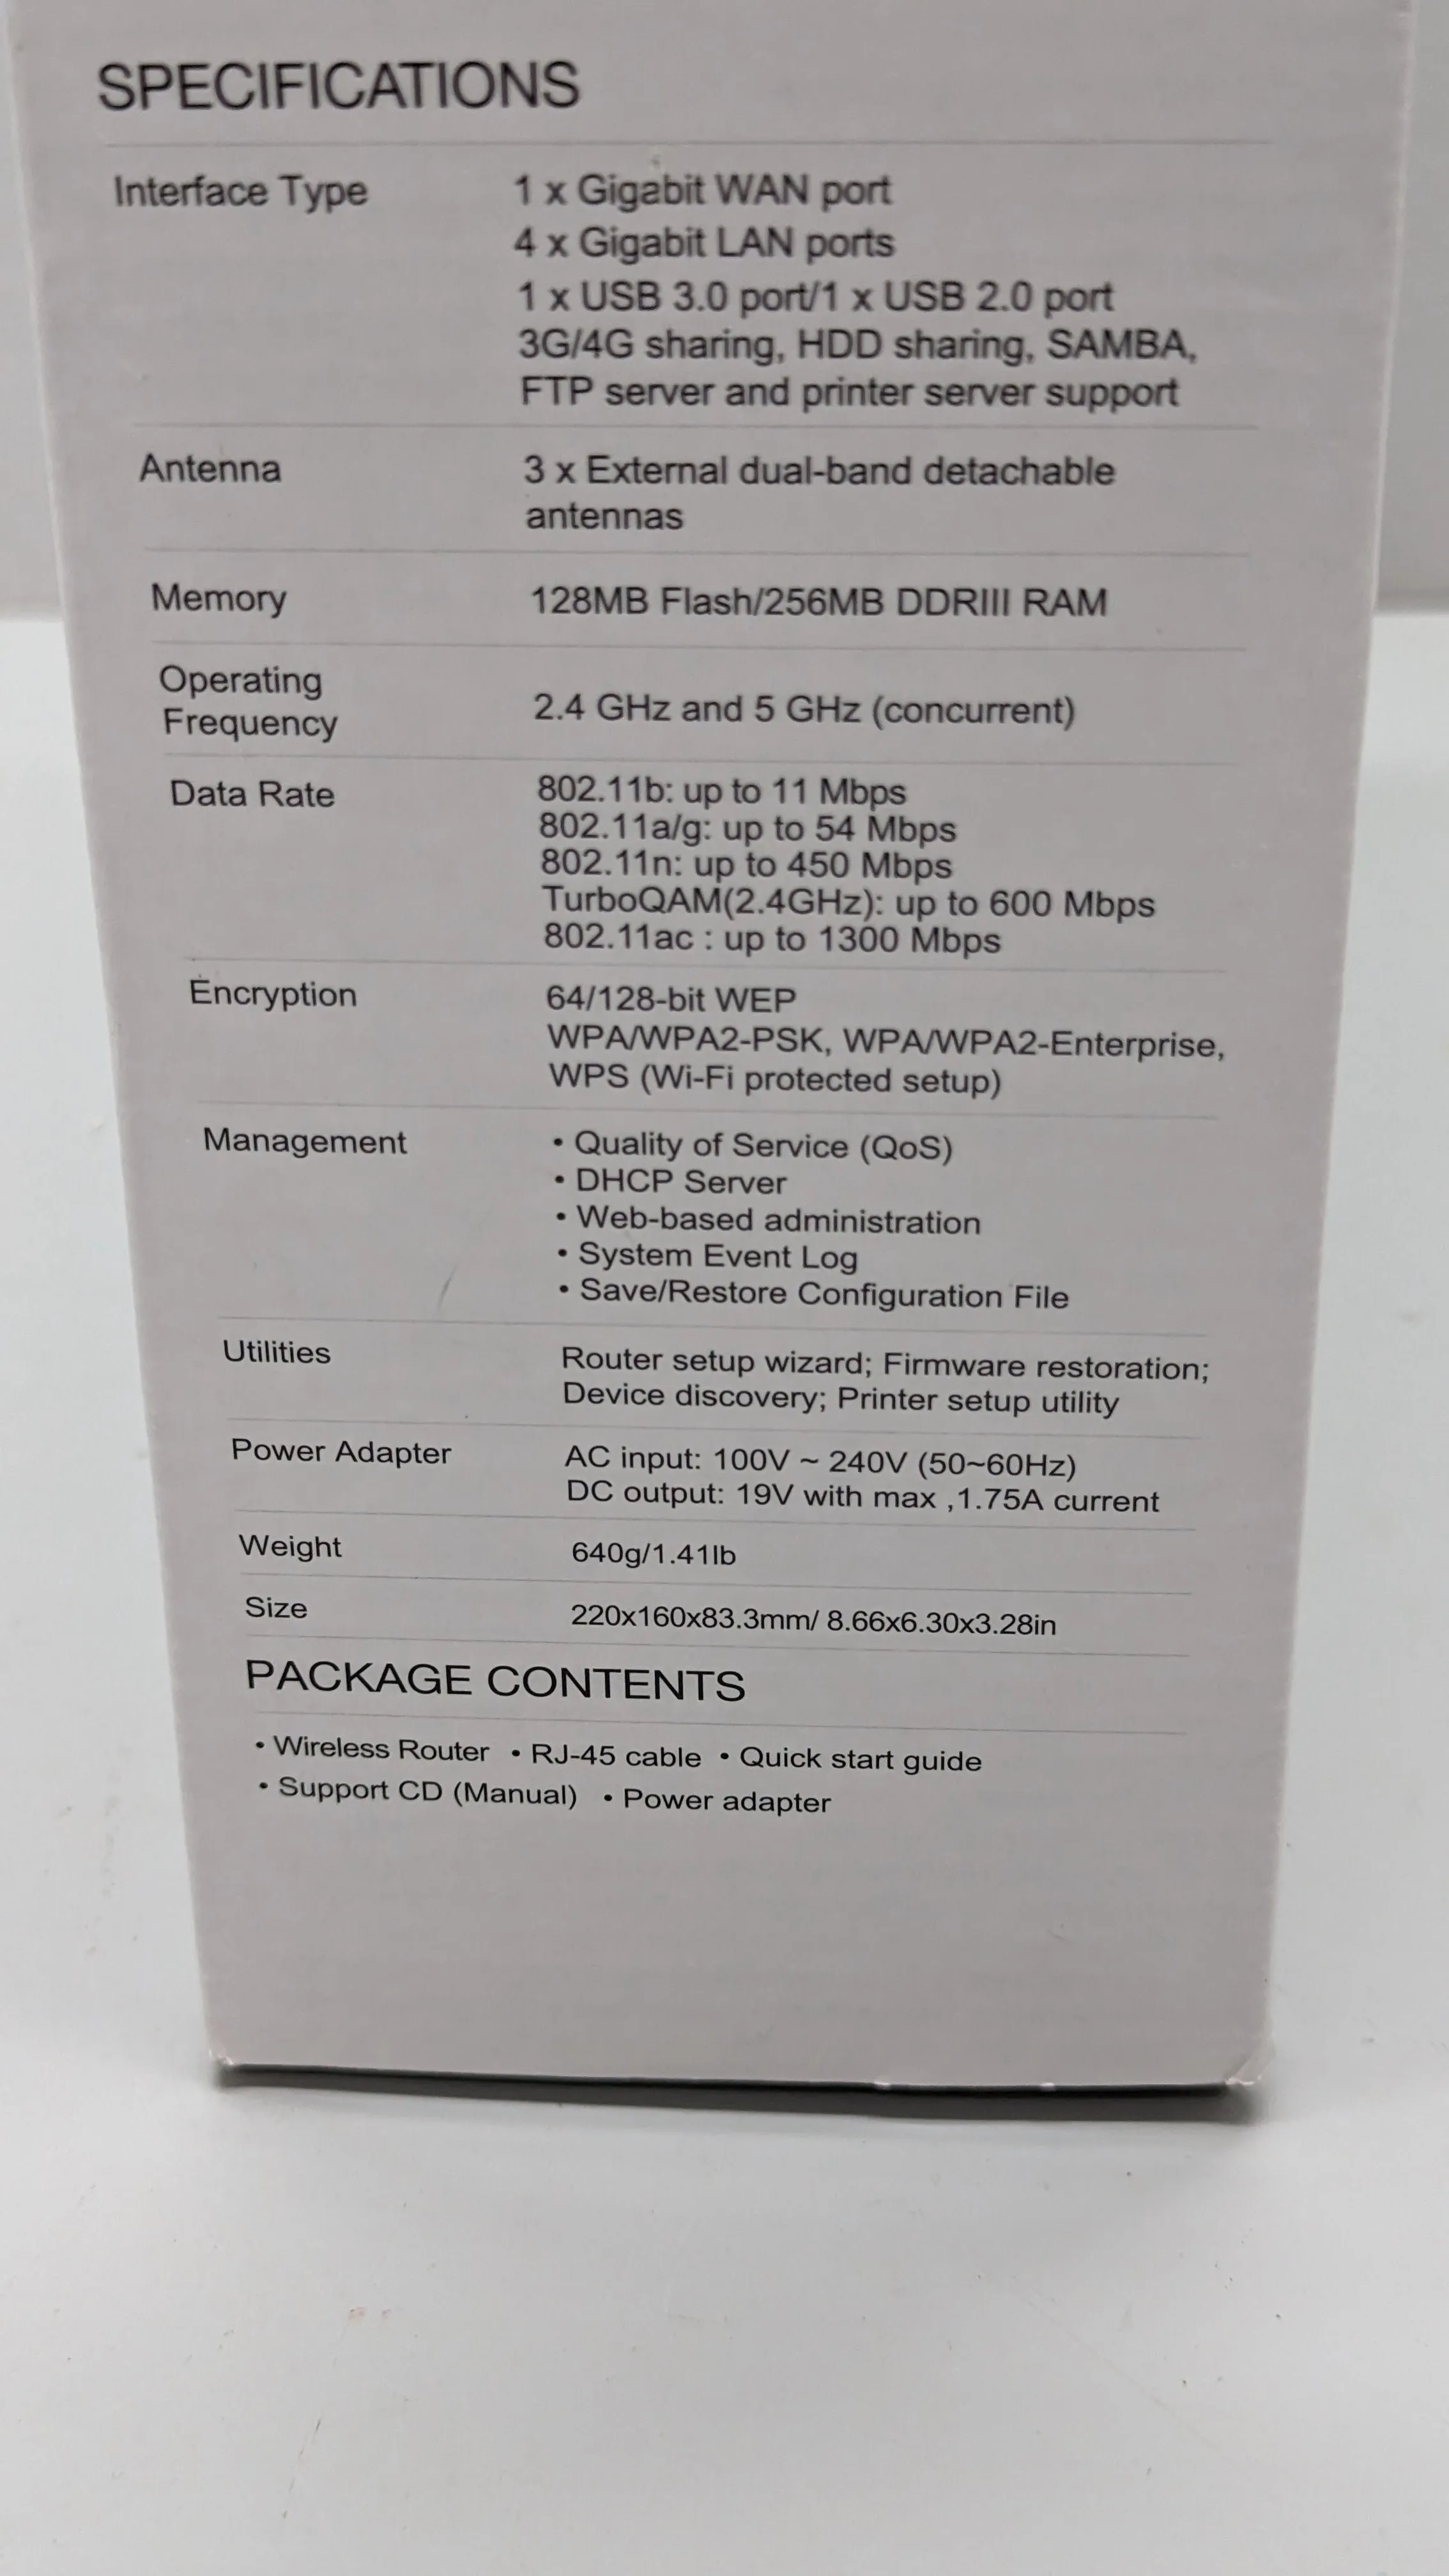 SPECIFICATIONS
Interface Type 1 x Gigabit WAN port
4 x Gigabit LAN ports
1 x USB 3.0 port/1 x USB 2.0 port
3G/4G sharing, HDD sharing, SAMBA,
FTP server and printer server support
Antenna 3 x External dual-band detachable
antennas
Memory 128MB Flash/256MB DDRIII RAM
Operating
Frequency 2.4 GHz and 5 GHz (concurrent)
Data Rate 802.11b: up to 11 Mbps
802.11a/g: up to 54 Mbps
802.11n: up to 450 Mbps
TurboQAM(2.4GHz): up to 600 Mbps
802.11ac : up to 1300 Mbps
Encryption 64/128-bit WEP
WPA/WPA2-PSK, WPA/WPA2-Enterprise,
WPS (Wi-Fi protected setup)
Management • Quality of Service (QoS)
• DHCP Server
• Web-based administration
• System Event Log
• Save/Restore Configuration File
Utilities Router setup wizard; Firmware restoration;
Device discovery; Printer setup utility
Power Adapter AC input: 100V ~ 240V (50~60Hz)
DC output: 19V with max ,1.75A current
Weight 640g/1.41lb
Size 220x160x83.3mm/ 8.66x6.30x3.28in
PACKAGE CONTENTS
• Wireless Router • RJ-45 cable • Quick start guide
• Support CD (Manual) • Power adapter